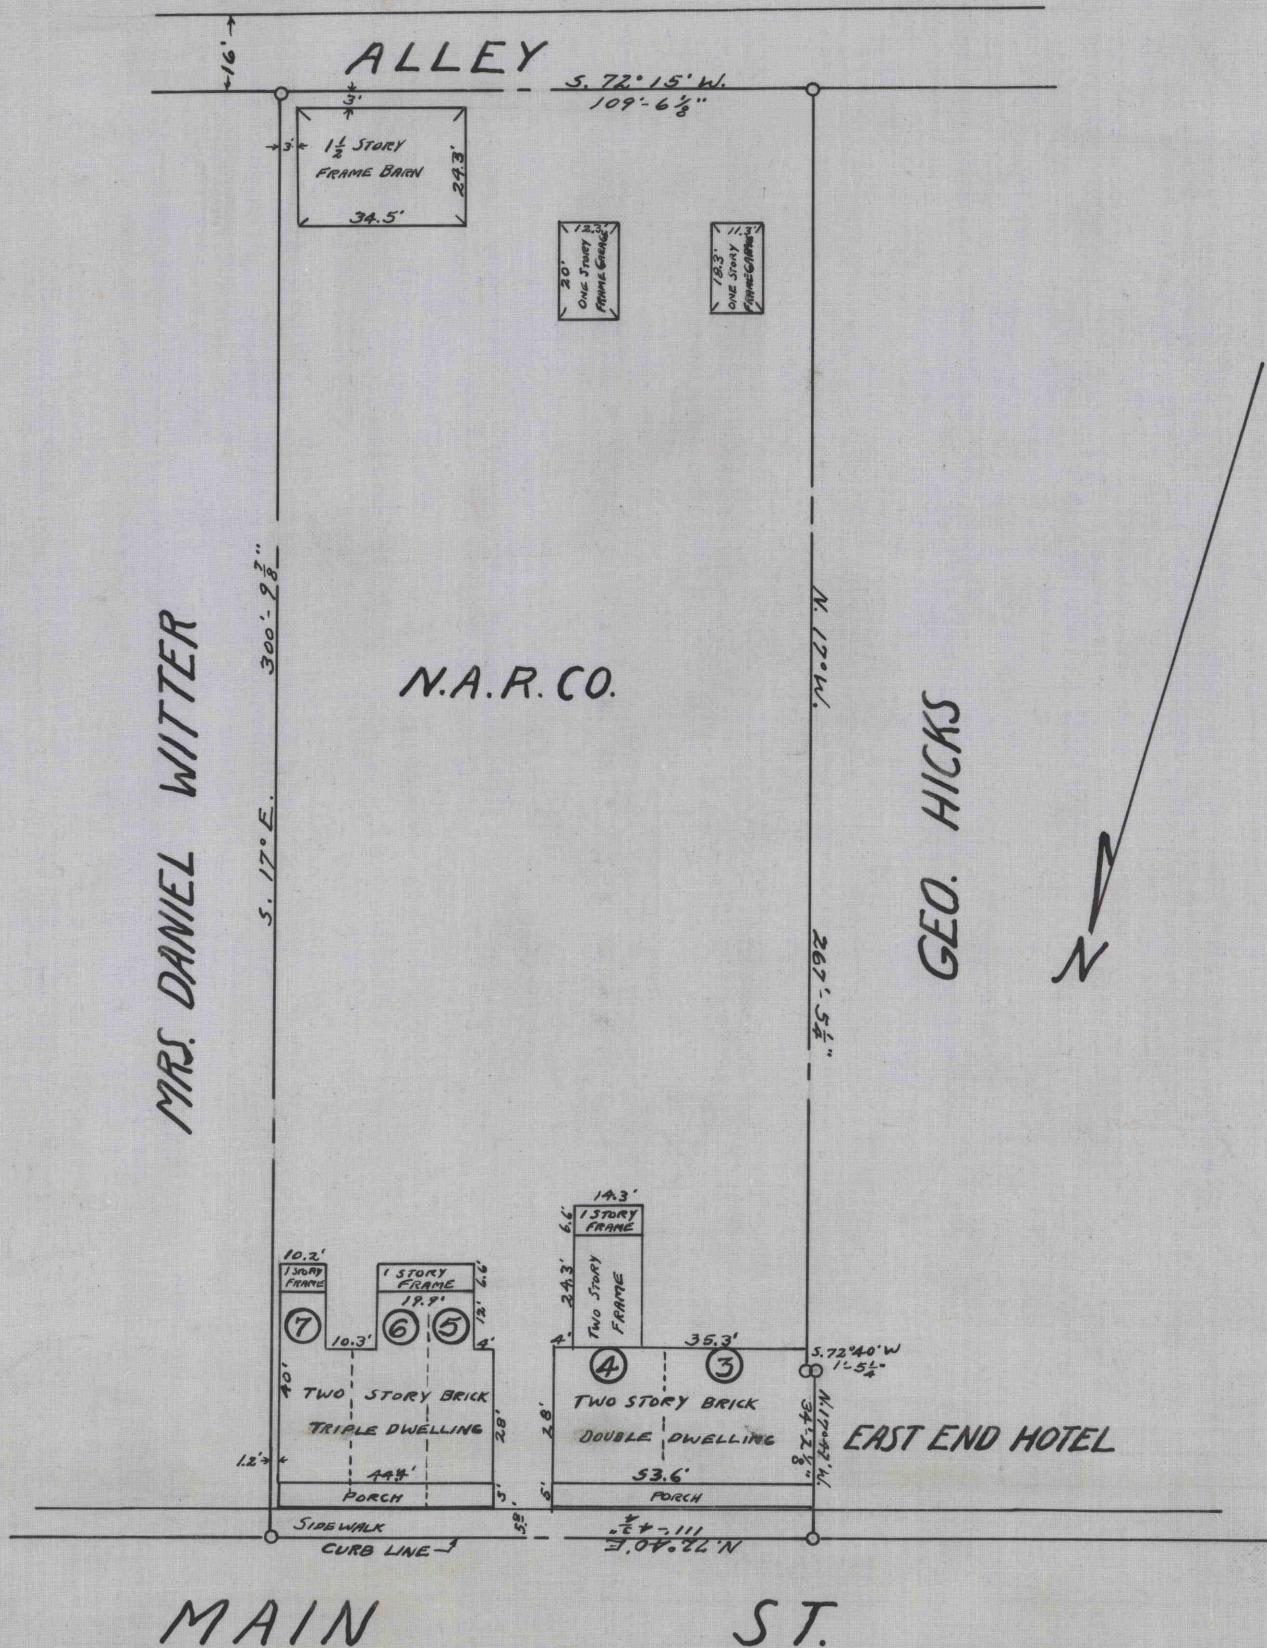 16'
ALLEY
S. 72° 15' W.
109'- 6 1/8"
3'
3'
1 1/2 STORY
FRAME BARN
24.3'
34.5'
12.3'
20'
ONE STORY
FRAME GARAGE
11.3'
18.3'
ONE STORY
FRAME GARAGE
MRS. DANIEL WITTER
S. 17° E. 300'- 9 7/8"
N.A.R. CO.
N. 17° W. 267'- 5 1/4"
GEO. HICKS
N
14.3'
6.6'
1 STORY
FRAME
24.3'
TWO STORY
FRAME
10.2'
1 STORY
FRAME
1 STORY
FRAME
6.6'
19.9'
12'
7
6
5
10.3'
4'
4'
35.3'
4
3
S. 72° 40' W
1'- 5 1/4"
40'
TWO STORY BRICK
TRIPLE DWELLING
28'
28'
TWO STORY BRICK
DOUBLE DWELLING
N. 17° 40' W.
34'- 2 1/8"
EAST END HOTEL
1.2'
44.4'
PORCH
5'
53.6'
PORCH
SIDEWALK
CURB LINE
N. 72° 40' E.
111'- 4 3/4"
MAIN ST.